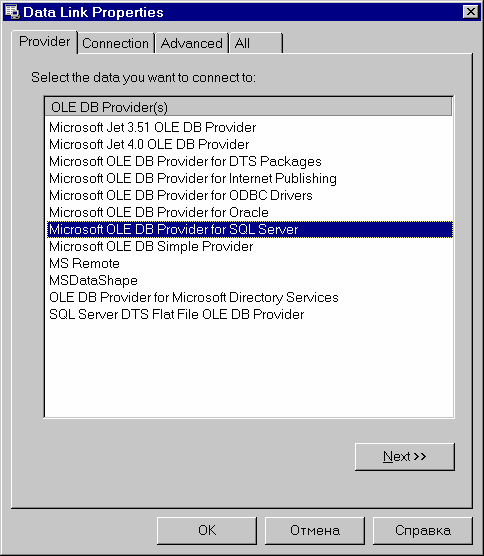 Data Link Properties
Provider Connection Advanced All
Select the data you want to connect to:
OLE DB Provider(s)
Microsoft Jet 3.51 OLE DB Provider
Microsoft Jet 4.0 OLE DB Provider
Microsoft OLE DB Provider for DTS Packages
Microsoft OLE DB Provider for Internet Publishing
Microsoft OLE DB Provider for ODBC Drivers
Microsoft OLE DB Provider for Oracle
Microsoft OLE DB Provider for SQL Server
Microsoft OLE DB Simple Provider
MS Remote
MSDataShape
OLE DB Provider for Microsoft Directory Services
SQL Server DTS Flat File OLE DB Provider
Next >>
OK Отмена Справка